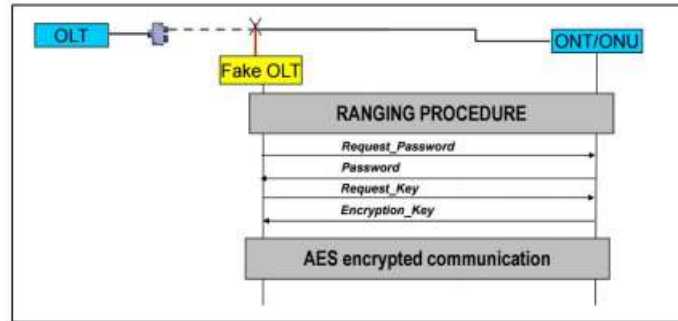 OLT
ONT/ONU
Fake OLT
RANGING PROCEDURE
Request_Password
Password
Request_Key
Encryption_Key
AES encrypted communication